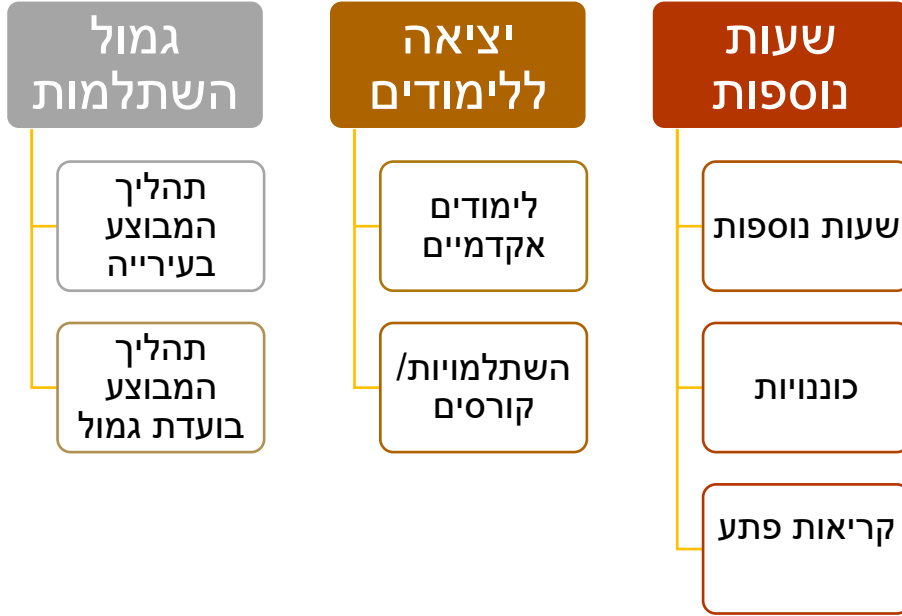 שעות
נוספות
שעות נוספות
כוננויות
קריאות פתע
יציאה
ללימודים
לימודים
אקדמיים
השתלמויות/
קורסים
גמול
השתלמות
תהליך
המבוצע
בעירייה
תהליך
המבוצע
בועדת גמול